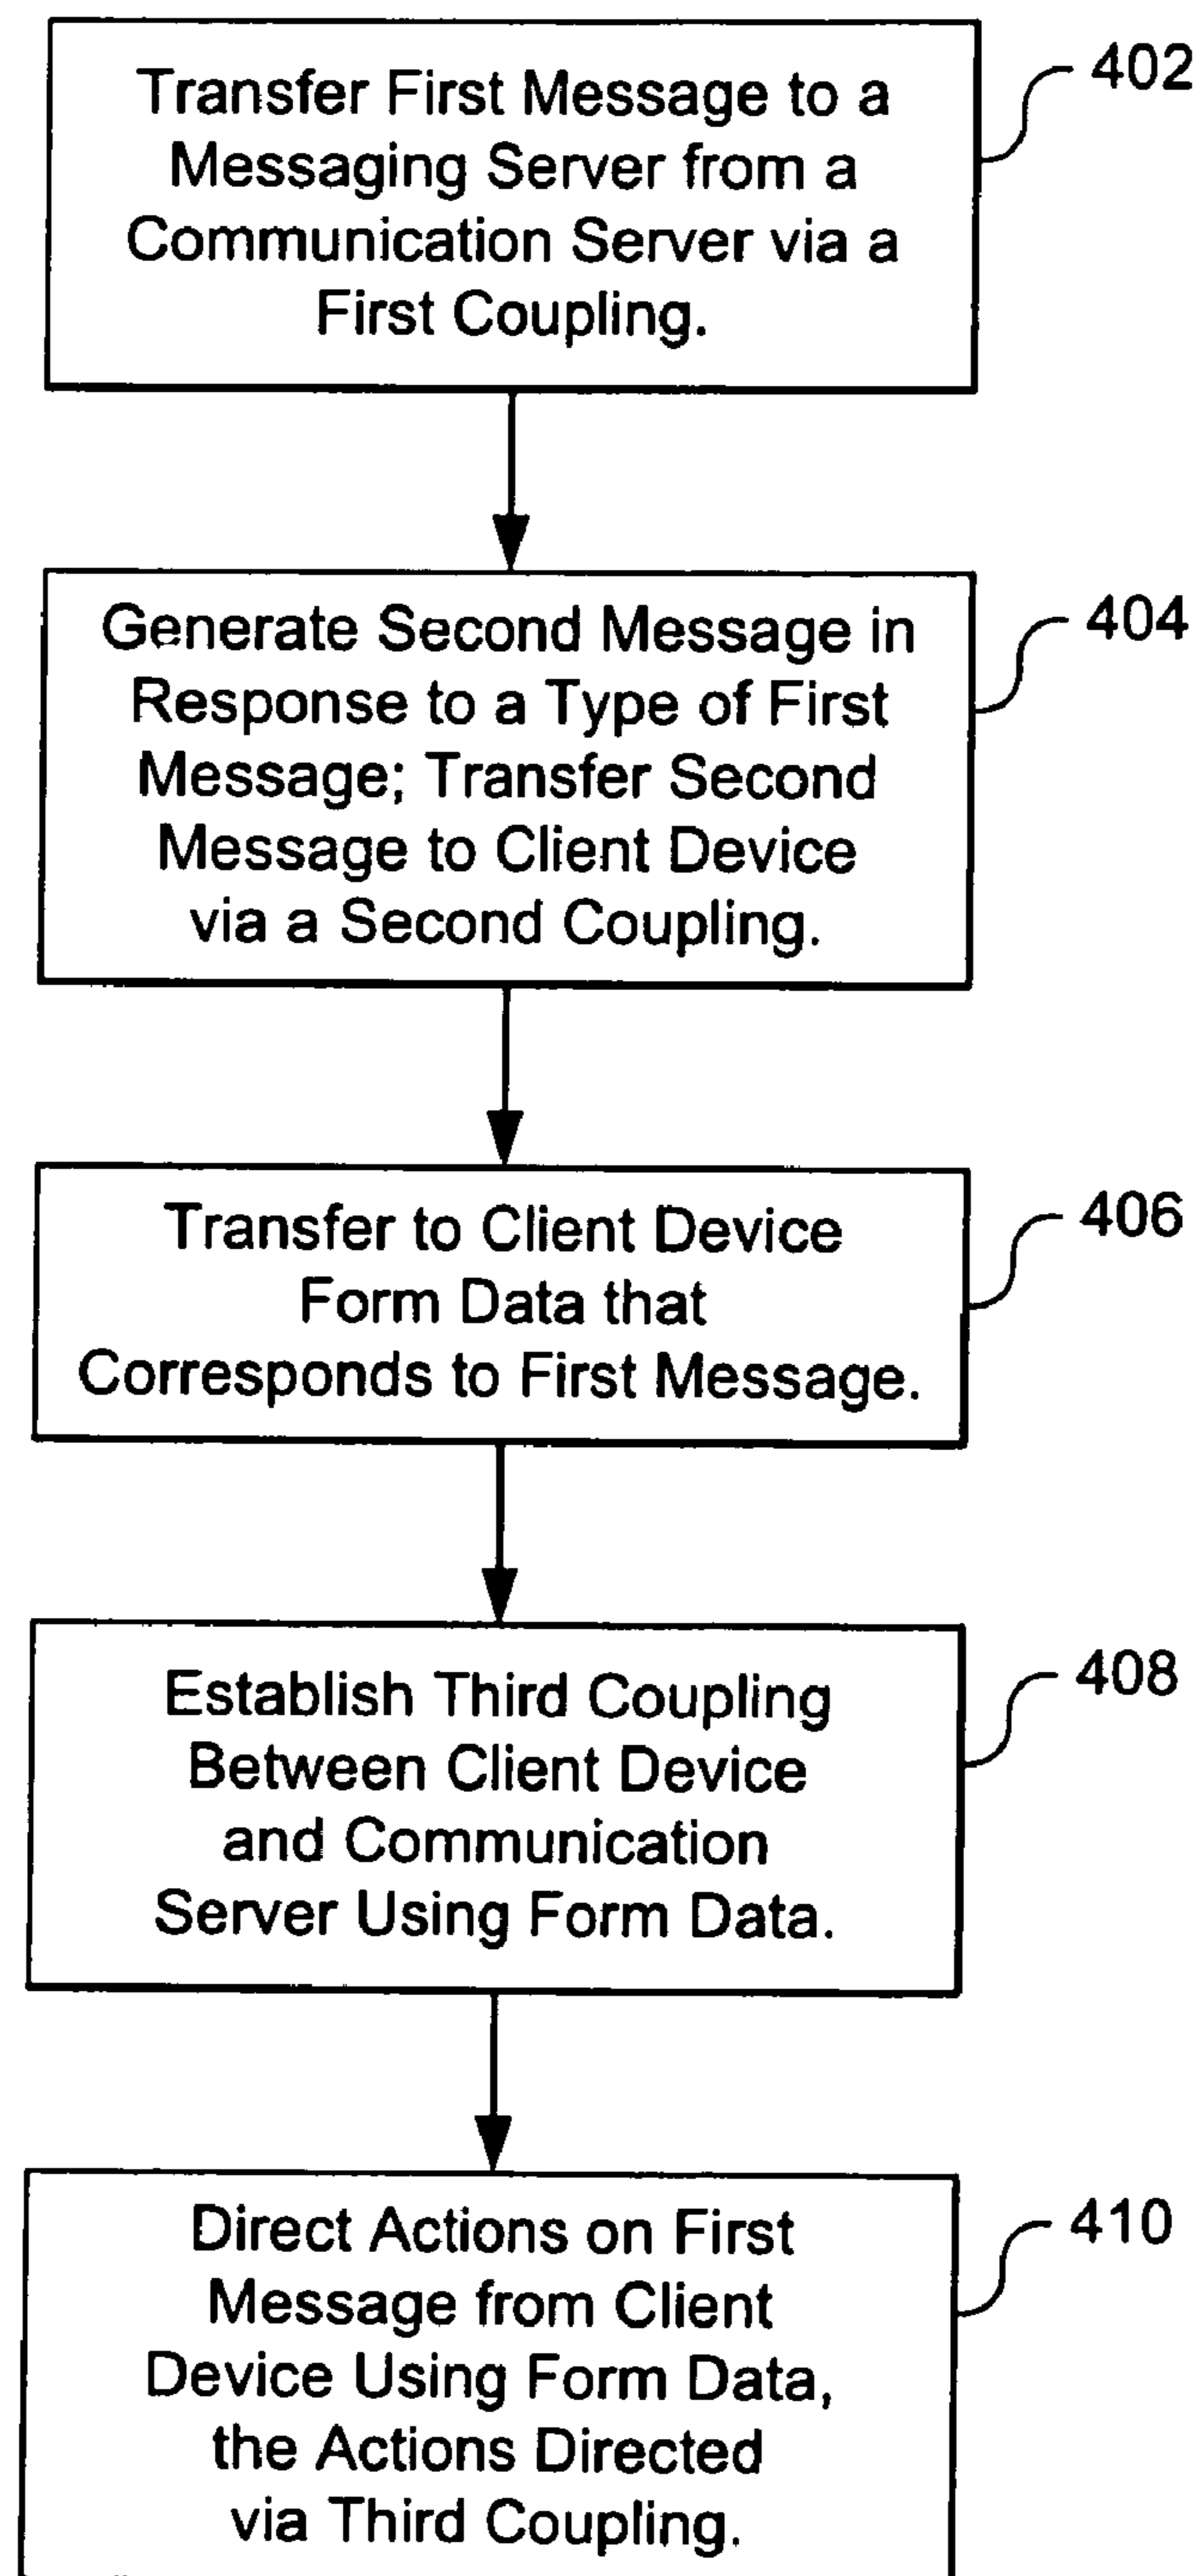 Transfer First Message to a
Messaging Server from a
Communication Server via a
First Coupling.
402
Generate Second Message in
Response to a Type of First
Message; Transfer Second
Message to Client Device
via a Second Coupling.
404
Transfer to Client Device
Form Data that
Corresponds to First Message.
406
Establish Third Coupling
Between Client Device
and Communication
Server Using Form Data.
408
Direct Actions on First
Message from Client
Device Using Form Data,
the Actions Directed
via Third Coupling.
410